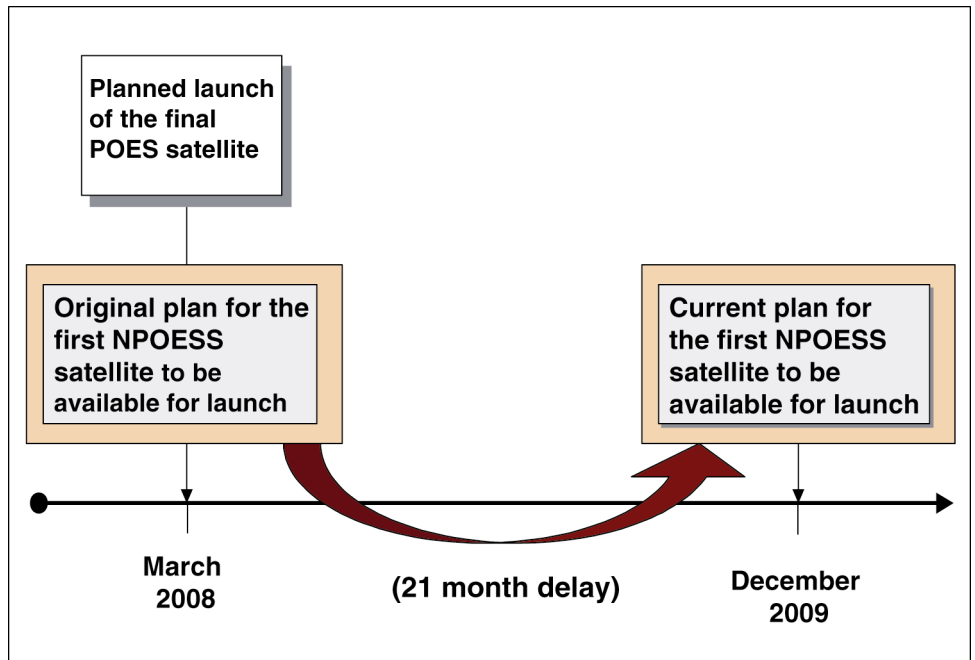 Planned launch
of the final
POES satellite
Original plan for the
first NPOESS
satellite to be
available for launch
Current plan for
the first NPOESS
satellite to be
available for launch
March
2008
(21 month delay)
December
2009